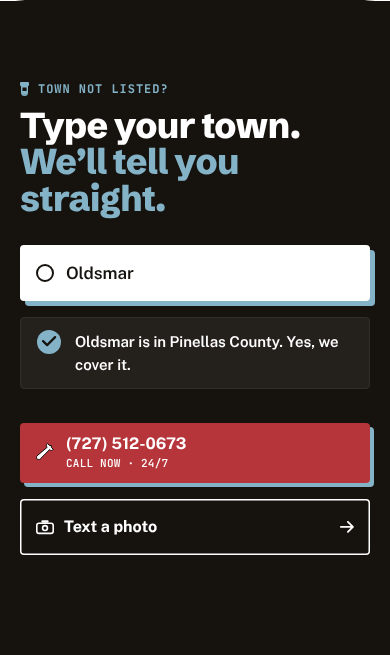 TOWN NOT LISTED?
Type your town.
We’ll tell you
straight.
Oldsmar
Oldsmar is in Pinellas County. Yes, we
cover it.
(727) 512-0673
CALL NOW · 24/7
Text a photo